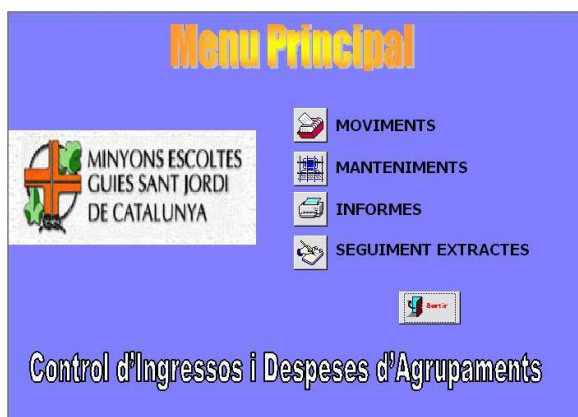 Menu Principal
MOVIMENTS
MINYONS ESCOLTES
GUIES SANT JORDI
DE CATALUNYA
MANTENIMENTS
INFORMES
SEGUIMENT EXTRACTES
Sortir
Control d'Ingressos i Despeses d'Agrupaments